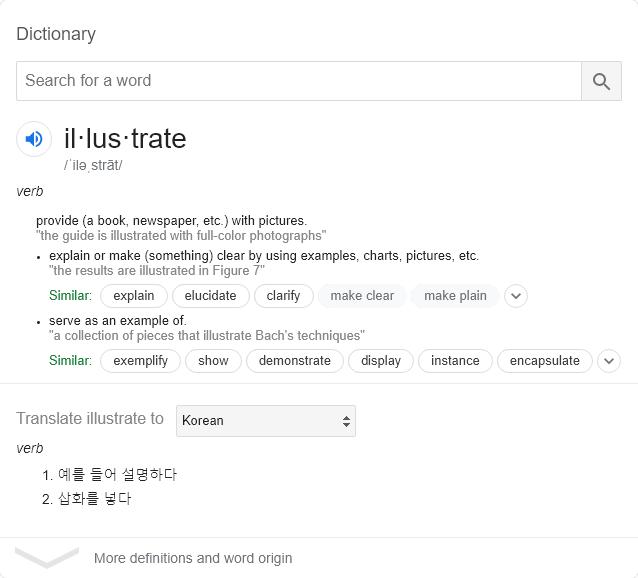 Dictionary
Search for a word
il·lus·trate
/ˈiləˌstrāt/
verb
provide (a book, newspaper, etc.) with pictures.
"the guide is illustrated with full-color photographs"
• explain or make (something) clear by using examples, charts, pictures, etc.
"the results are illustrated in Figure 7"
Similar: explain elucidate clarify make clear make plain
• serve as an example of.
"a collection of pieces that illustrate Bach's techniques"
Similar: exemplify show demonstrate display instance encapsulate
Translate illustrate to Korean
verb
1. 예를 들어 설명하다
2. 삽화를 넣다
More definitions and word origin